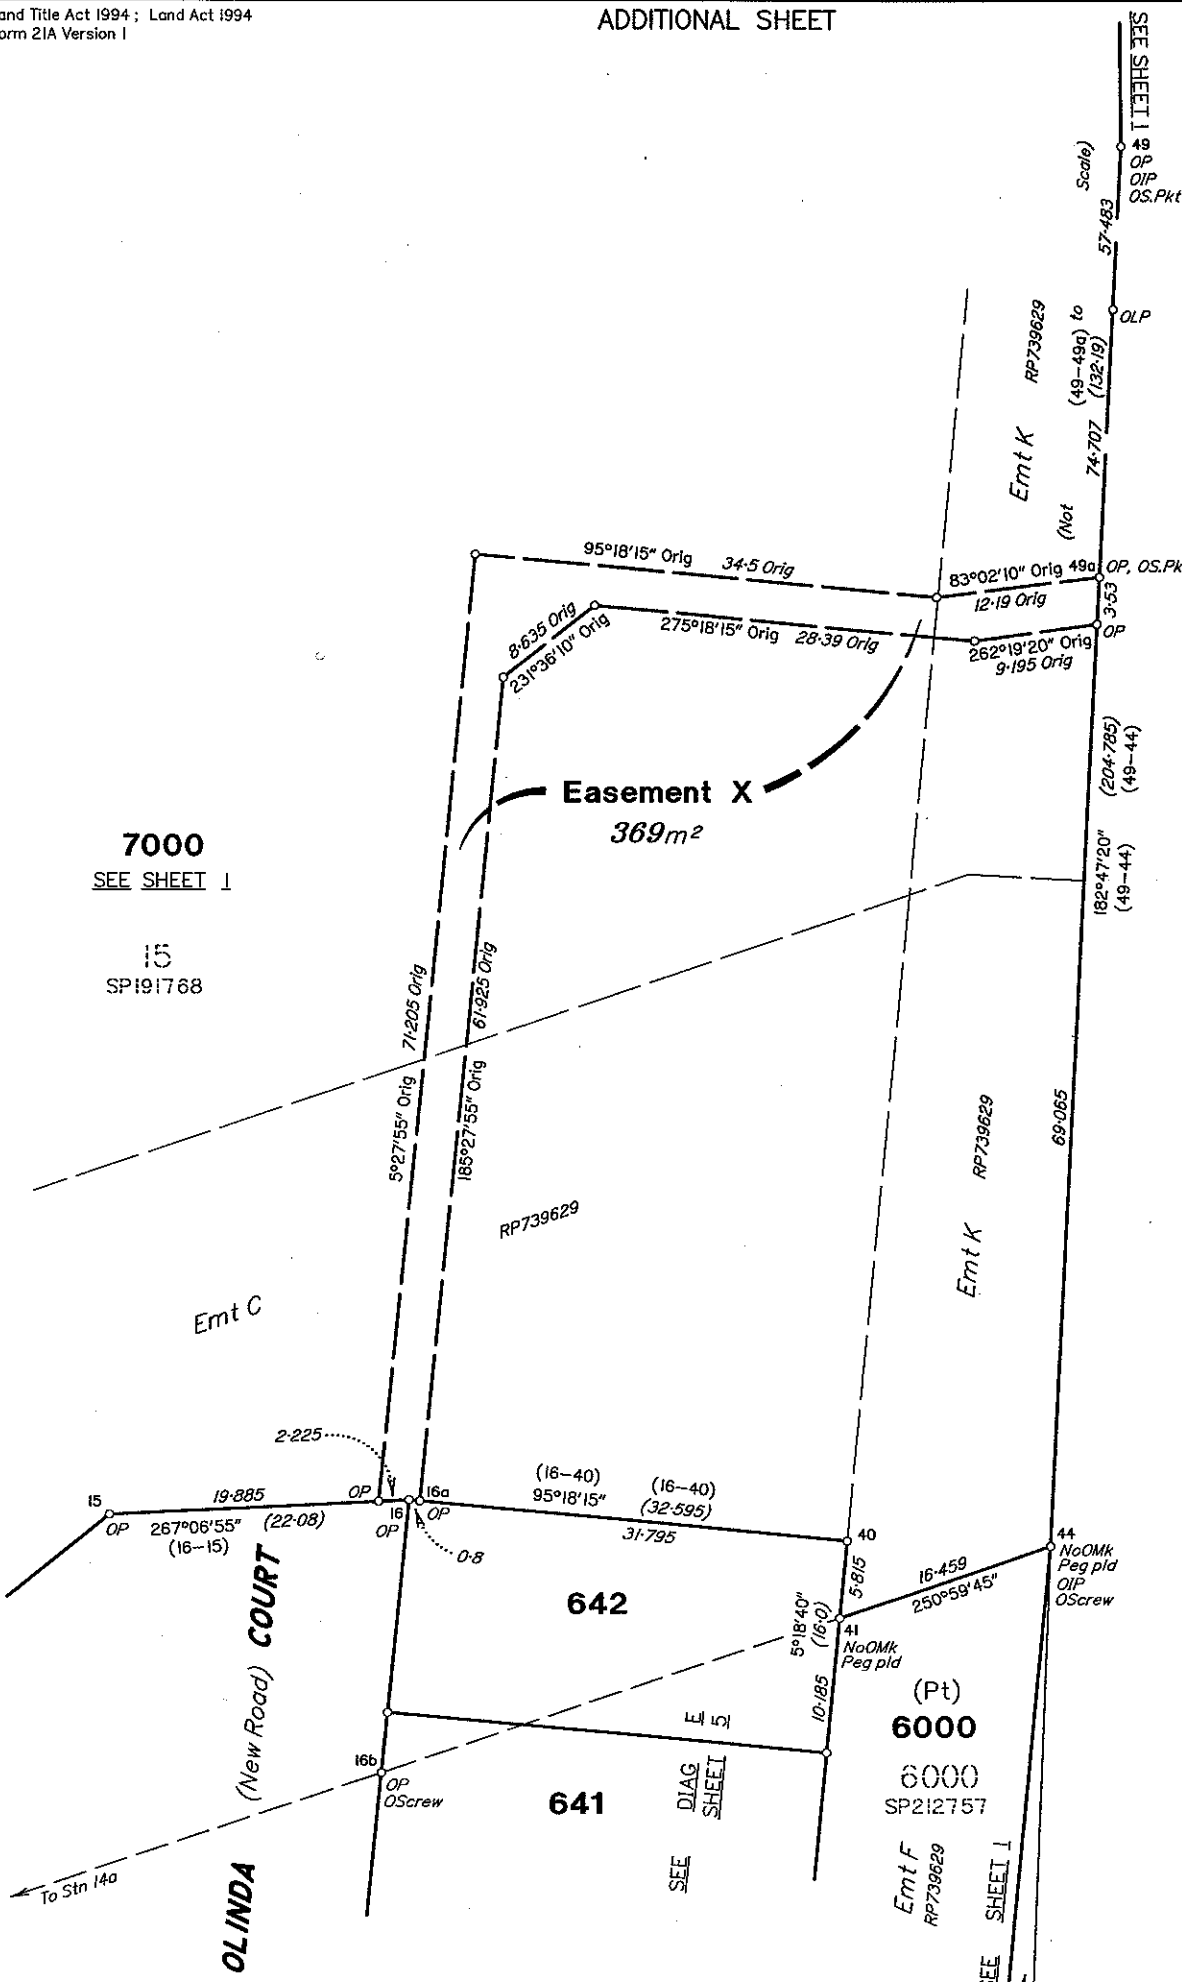 and Title Act 1994 ; Land Act 1994
orm 21A Version 1
ADDITIONAL SHEET
SEE SHEET 1
49
OP
OIP
OS.Pkt
Scale)
57·483
OLP
(49-49a) to
(132·19)
RP739629
Emt K
74·707
(Not
95°18'15" Orig 34·5 Orig
83°02'10" Orig
12·19 Orig
49a
OP, OS.Pk
3·53
OP
8·635 Orig
231°36'10" Orig
275°18'15" Orig 28·39 Orig
262°19'20" Orig
9·195 Orig
(204·785)
(49-44)
Easement X
369m²
7000
SEE SHEET 1
182°47'20"
(49-44)
15
SP191768
71·205 Orig
61·925 Orig
5°27'55" Orig
185°27'55" Orig
69·065
RP739629
RP739629
Emt K
Emt C
2·225
15
OP
19·885
267°06'55"
(22·08)
(16-15)
OP
16
OP
16a
OP
0·8
(16-40)
95°18'15"
(16-40)
(32·595)
31·795
40
44
NoOMk
Peg pld
OIP
OScrew
5·815
16·459
250°59'45"
642
5°18'40"
(16·0)
41
NoOMk
Peg pld
10·185
(Pt)
6000
6000
SP212757
E
5
16b
OP
OScrew
641
DIAG
SHEET
SEE
Emt F
RP739629
SHEET 1
SEE
To Stn 14a
OLINDA (New Road) COURT